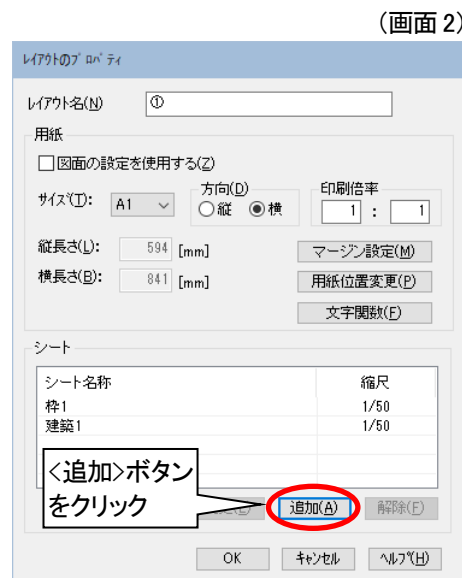 (画面 2)
レイアウトのプロパティ
レイアウト名(N) ①
用紙
図面の設定を使用する(Z)
サイズ(T): A1 方向(D) 縦 横 印刷倍率 1 : 1
縦長さ(L): 594 [mm] マージン設定(M)
横長さ(B): 841 [mm] 用紙位置変更(P)
文字関数(F)
シート
シート名称 縮尺
枠1 1/50
建築1 1/50
<追加>ボタン
をクリック
追加(A) 解除(F)
OK キャンセル ヘルプ(H)